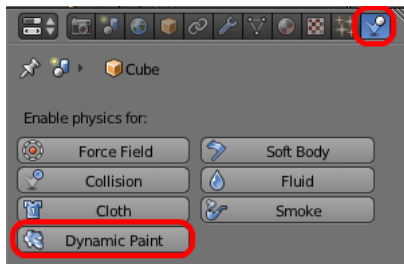 Cube
Enable physics for:
Force Field
Soft Body
Collision
Fluid
Cloth
Smoke
Dynamic Paint